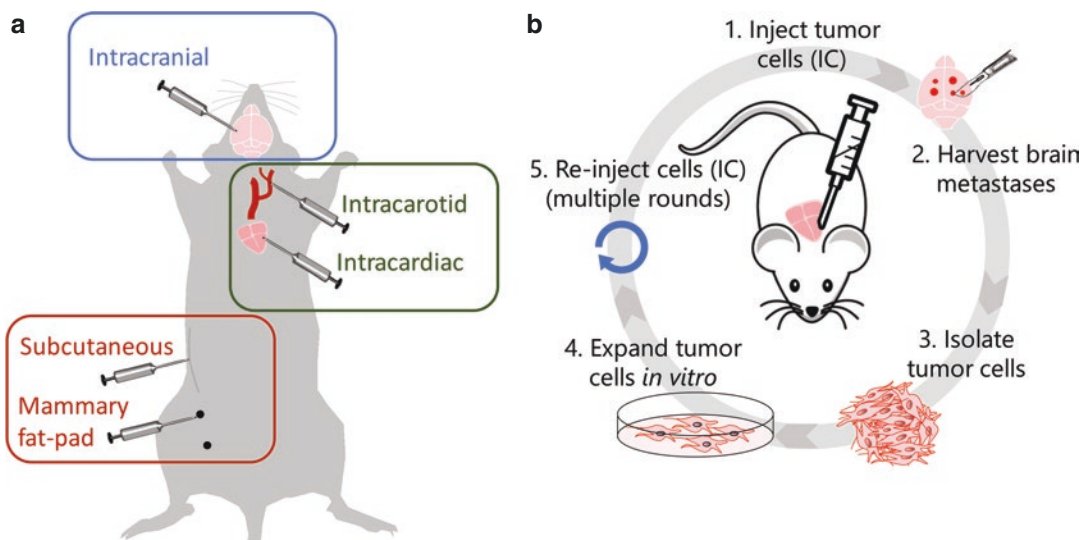 a
Intracranial
Intracarotid
Intracardiac
Subcutaneous
Mammary
fat-pad
b
1. Inject tumor
cells (IC)
2. Harvest brain
metastases
3. Isolate
tumor cells
4. Expand tumor
cells in vitro
5. Re-inject cells (IC)
(multiple rounds)